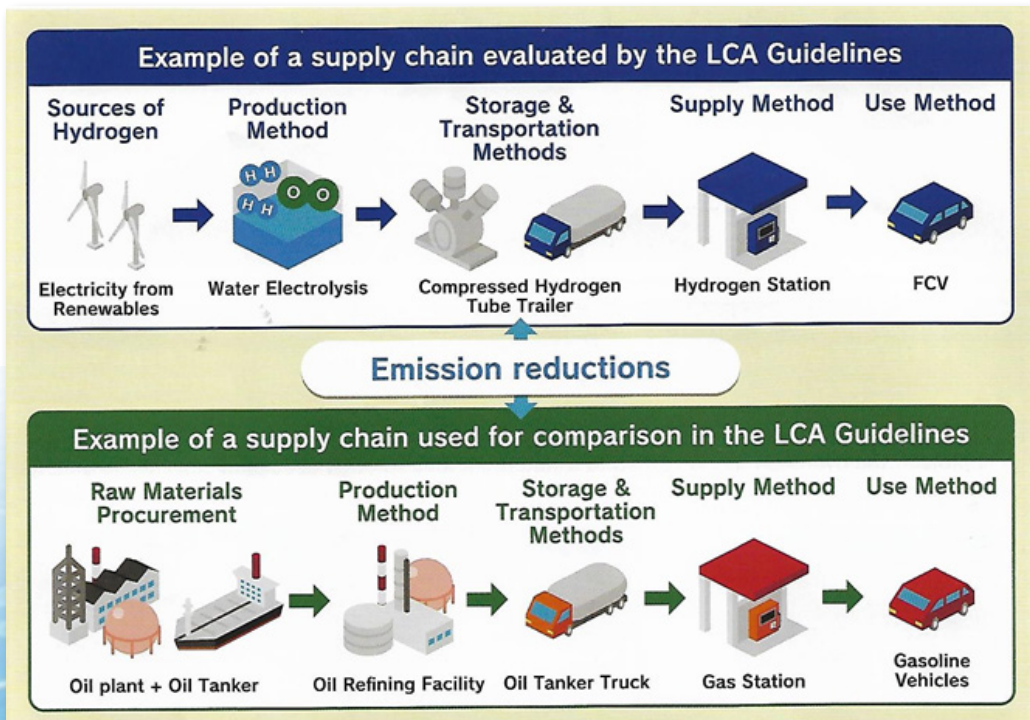 Example of a supply chain evaluated by the LCA Guidelines
Sources of
Hydrogen
Production
Method
Storage &
Transportation
Methods
Supply Method
Use Method
H H
O O
H H
Electricity from
Renewables
Water Electrolysis
Compressed Hydrogen
Tube Trailer
Hydrogen Station
FCV
Emission reductions
Example of a supply chain used for comparison in the LCA Guidelines
Raw Materials
Procurement
Production
Method
Storage &
Transportation
Methods
Supply Method
Use Method
Oil plant + Oil Tanker
Oil Refining Facility
Oil Tanker Truck
Gas Station
Gasoline
Vehicles